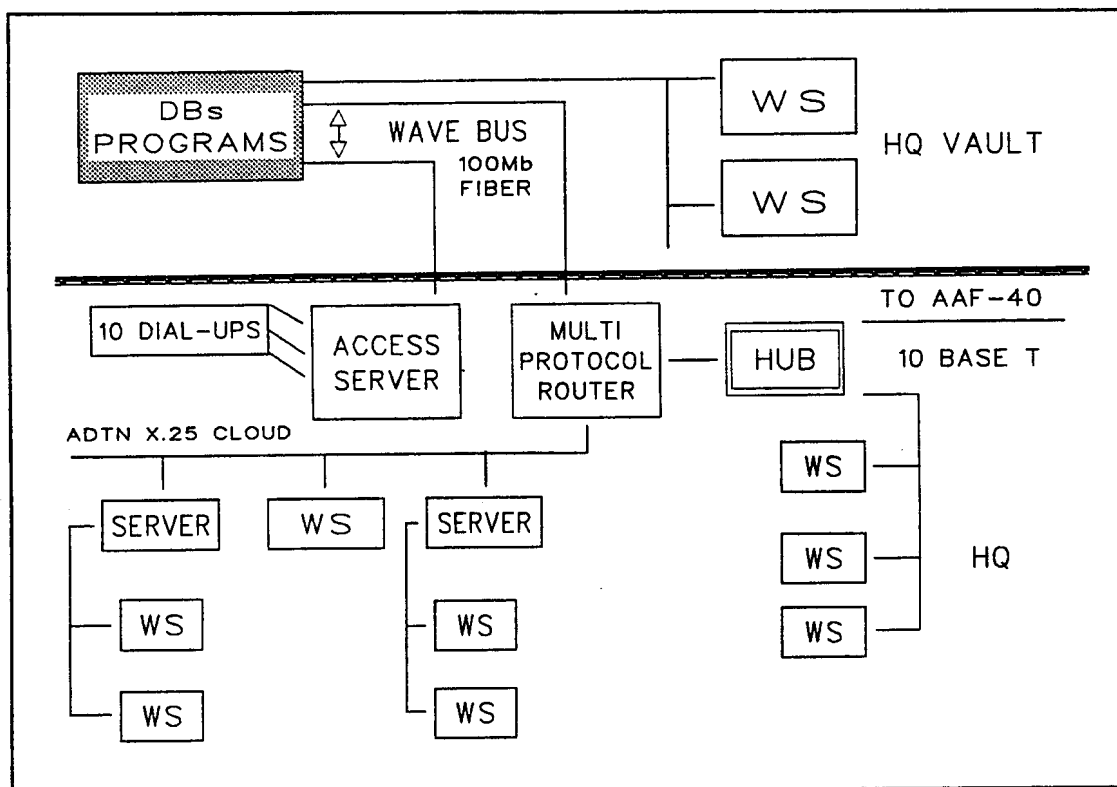 DBs
PROGRAMS
WAVE BUS
100Mb
FIBER
WS
WS
HQ VAULT
10 DIAL-UPS
ACCESS
SERVER
MULTI
PROTOCOL
ROUTER
HUB
TO AAF-40
10 BASE T
ADTN X.25 CLOUD
SERVER
WS
SERVER
WS
WS
WS
WS
WS
WS
WS
HQ